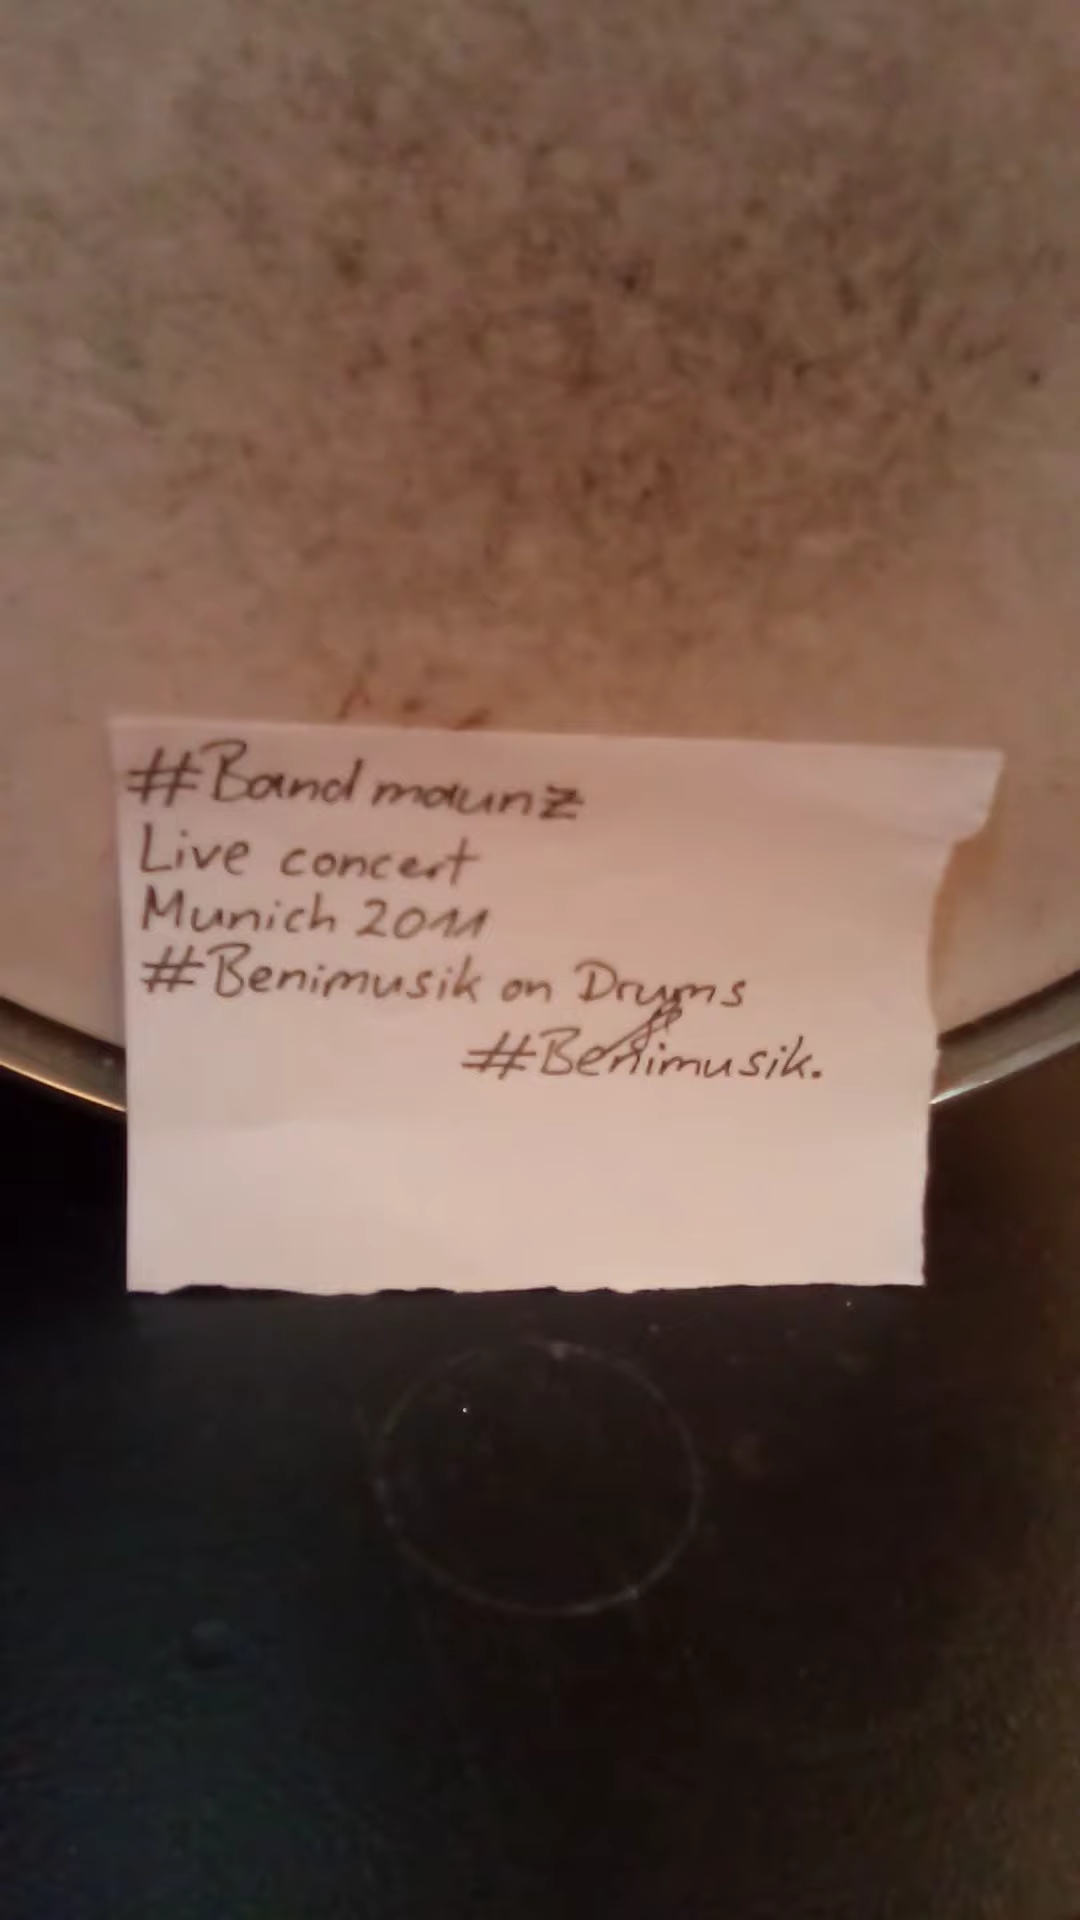 #Bandmaunz
Live concert
Munich 2011
#Benimusik on Drums
#Benimusik.